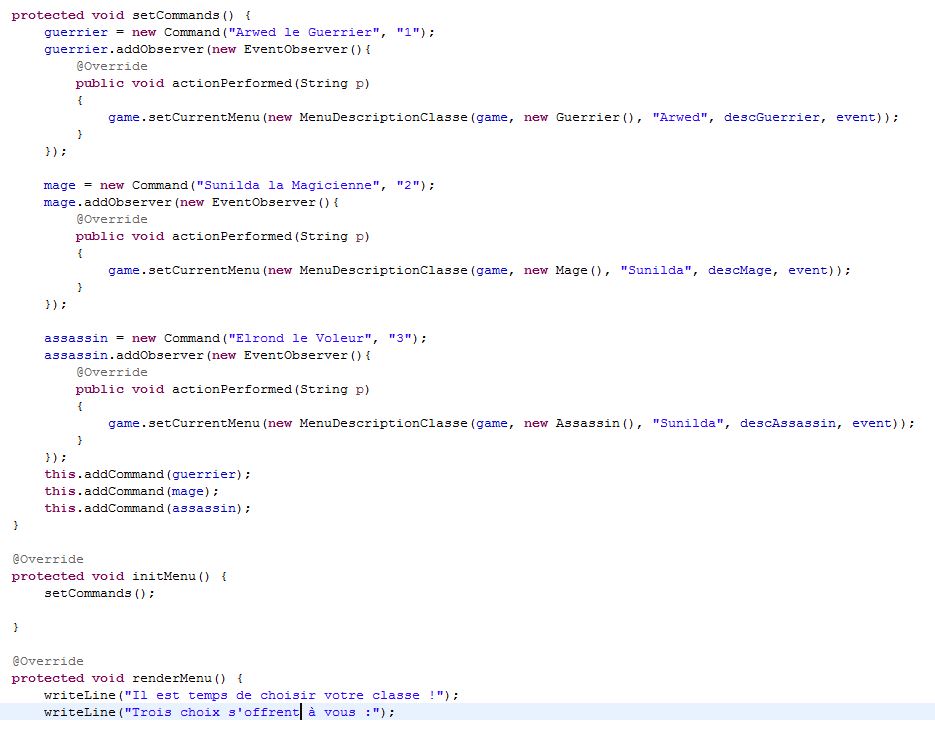 protected void setCommands() {
    guerrier = new Command("Arwed le Guerrier", "1");
    guerrier.addObserver(new EventObserver(){
        @Override
        public void actionPerformed(String p)
        {
            game.setCurrentMenu(new MenuDescriptionClasse(game, new Guerrier(), "Arwed", descGuerrier, event));
        }
    });
    mage = new Command("Sunilda la Magicienne", "2");
    mage.addObserver(new EventObserver(){
        @Override
        public void actionPerformed(String p)
        {
            game.setCurrentMenu(new MenuDescriptionClasse(game, new Mage(), "Sunilda", descMage, event));
        }
    });
    assassin = new Command("Elrond le Voleur", "3");
    assassin.addObserver(new EventObserver(){
        @Override
        public void actionPerformed(String p)
        {
            game.setCurrentMenu(new MenuDescriptionClasse(game, new Assassin(), "Sunilda", descAssassin, event));
        }
    });
    this.addCommand(guerrier);
    this.addCommand(mage);
    this.addCommand(assassin);
}
@Override
protected void initMenu() {
    setCommands();
}
@Override
protected void renderMenu() {
    writeLine("Il est temps de choisir votre classe !");
    writeLine("Trois choix s'offrent à vous :");